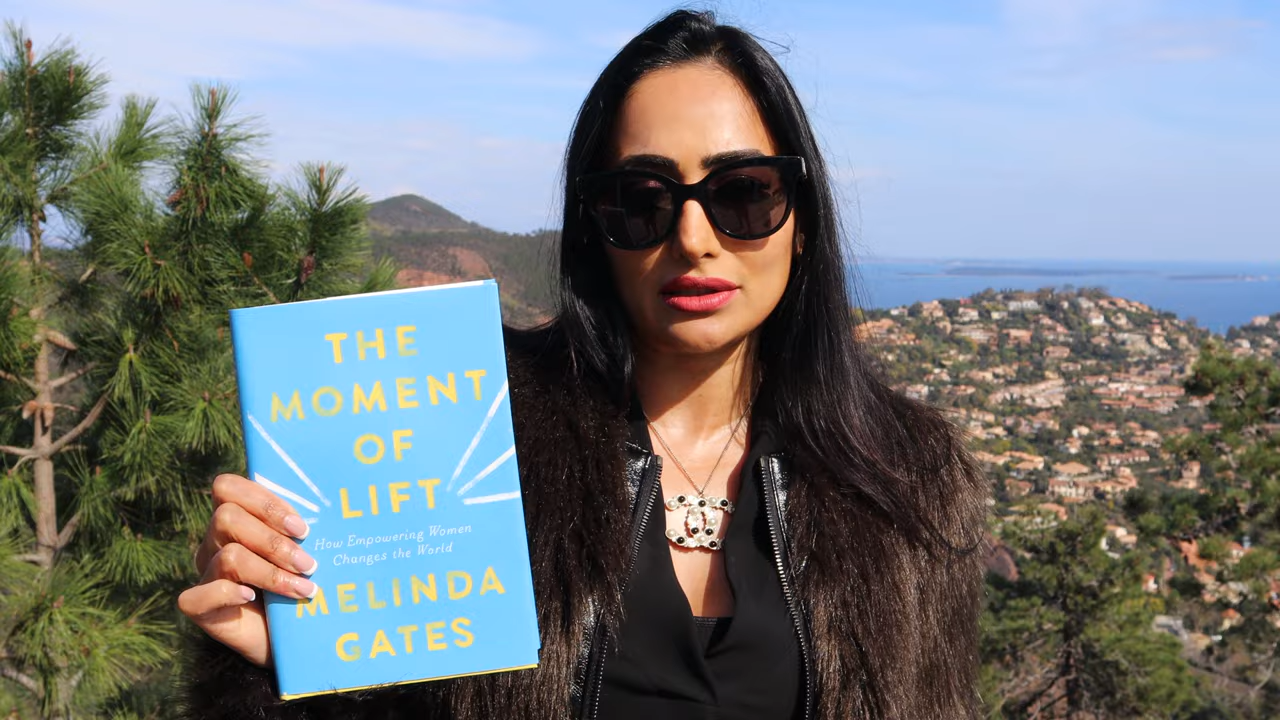 THE
MOMENT
OF
LIFT
How Empowering Women
Changes the World
MELINDA
GATES